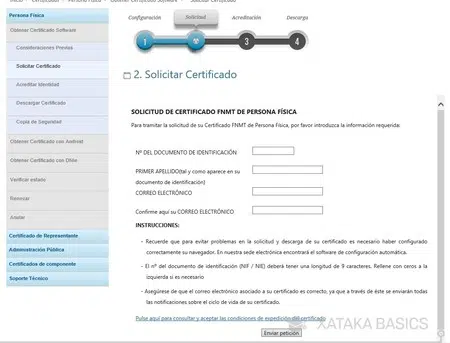 Inicio > Certificados > Persona Física > Obtener Certificado Software > Solicitar Certificado
Persona Física
Obtener Certificado Software
Consideraciones Previas
Solicitar Certificado
Acreditar Identidad
Descargar Certificado
Copia de Seguridad
Obtener Certificado con Android
Obtener Certificado con DNIe
Verificar estado
Renovar
Anular
Certificado de Representante
Administración Pública
Certificados de componente
Soporte Técnico
Configuración
Solicitud
Acreditación
Descarga
1
3
4
2. Solicitar Certificado
SOLICITUD DE CERTIFICADO FNMT DE PERSONA FÍSICA
Para tramitar la solicitud de su Certificado FNMT de Persona Física, por favor introduzca la información requerida:
Nº DEL DOCUMENTO DE IDENTIFICACIÓN
PRIMER APELLIDO(tal y como aparece en su
documento de identificación)
CORREO ELECTRÓNICO
Confirme aquí su CORREO ELECTRÓNICO
INSTRUCCIONES:
- Recuerde que para evitar problemas en la solicitud y descarga de su certificado es necesario haber configurado
correctamente su navegador. En nuestra sede electrónica encontrará el software de configuración automática.
- El nº del documento de identificación (NIF / NIE) deberá tener una longitud de 9 caracteres. Rellene con ceros a la
izquierda si es necesario
- Asegúrese de que el correo electrónico asociado a su certificado es correcto, ya que a través de éste se enviarán todas
las notificaciones sobre el ciclo de vida de su certificado.
Pulse aquí para consultar y aceptar las condiciones de expedición del certificado
Enviar petición
XATAKA BASICS